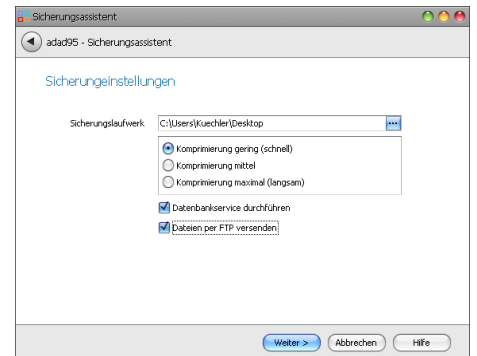 Sicherungsassistent
adad95 - Sicherungsassistent
Sicherungeinstellungen
Sicherungslaufwerk C:\Users\Kuechler\Desktop ...
Komprimierung gering (schnell)
Komprimierung mittel
Komprimierung maximal (langsam)
Datenbankservice durchführen
Dateien per FTP versenden
Weiter > Abbrechen Hilfe